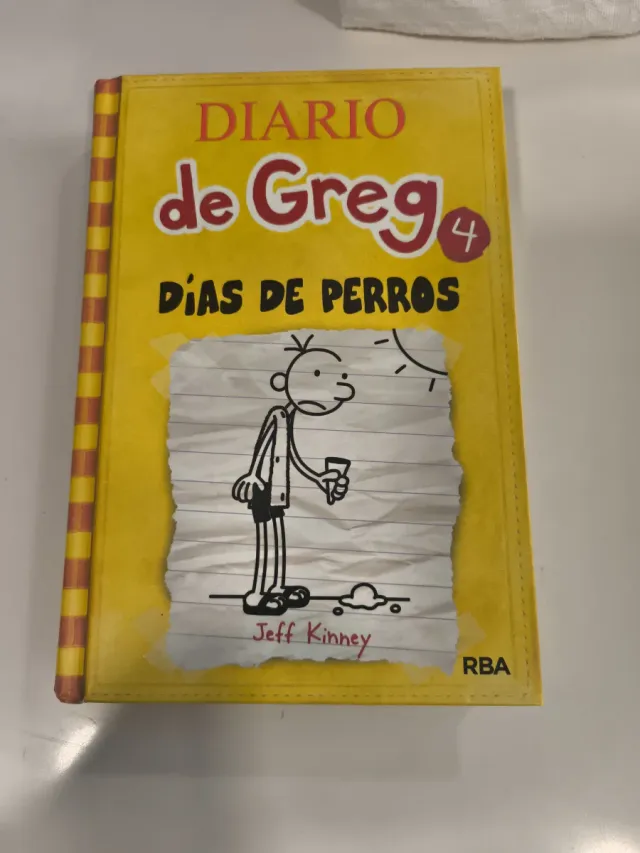 DIARIO
de Greg 4
DÍAS DE PERROS
Jeff Kinney
RBA